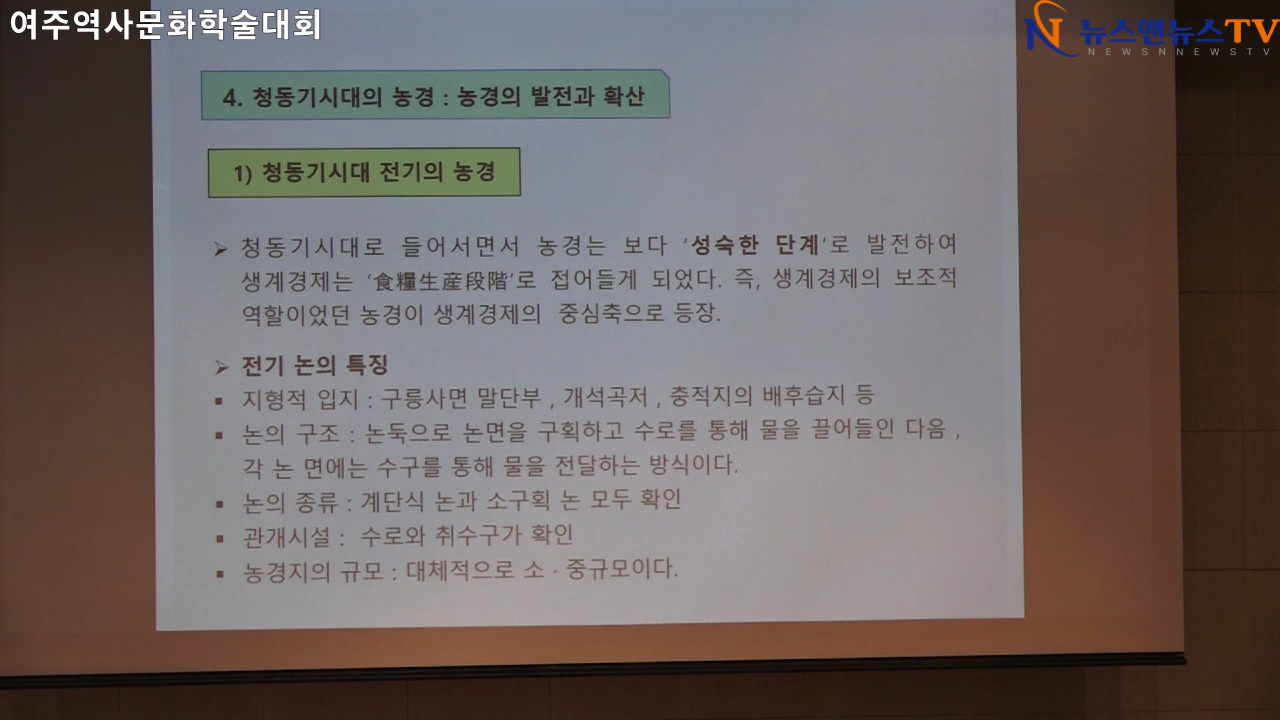 여주역사문화학술대회
뉴스앤뉴스TV
NEWSNNEWSTV
4. 청동기시대의 농경 : 농경의 발전과 확산
1) 청동기시대 전기의 농경
➢ 청동기시대로 들어서면서 농경는 보다 '성숙한 단계'로 발전하여
생계경제는 '食糧生産段階'로 접어들게 되었다. 즉, 생계경제의 보조적
역할이었던 농경이 생계경제의 중심축으로 등장.
➢ 전기 논의 특징
▪ 지형적 입지 : 구릉사면 말단부 , 개석곡저 , 충적지의 배후습지 등
▪ 논의 구조 : 논둑으로 논면을 구획하고 수로를 통해 물을 끌어들인 다음 ,
각 논 면에는 수구를 통해 물을 전달하는 방식이다.
▪ 논의 종류 : 계단식 논과 소구획 논 모두 확인
▪ 관개시설 : 수로와 취수구가 확인
▪ 농경지의 규모 : 대체적으로 소 · 중규모이다.